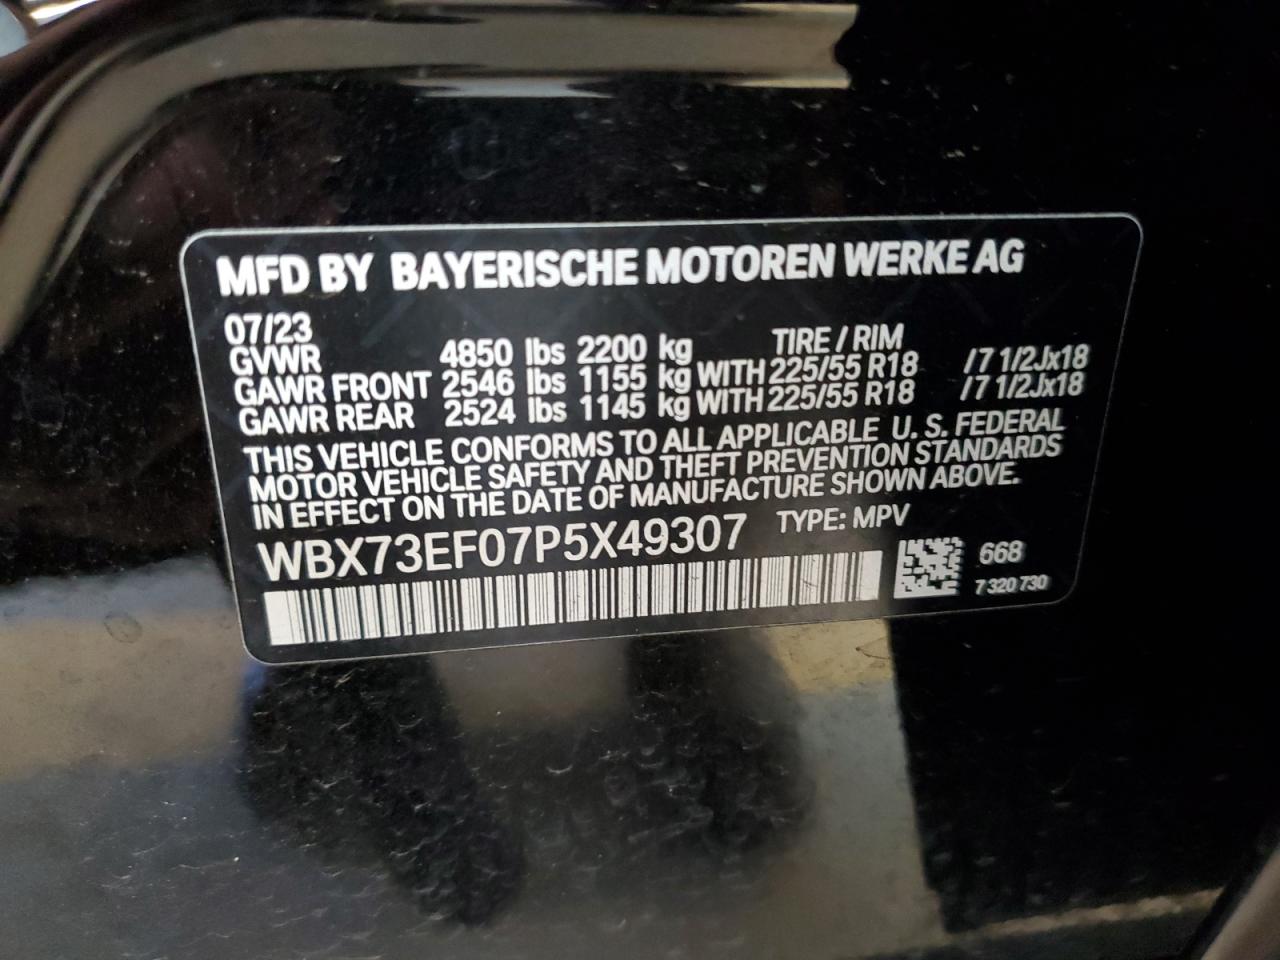 MFD BY BAYERISCHE MOTOREN WERKE AG
07/23 TIRE / RIM
GVWR 4850 lbs 2200 kg
GAWR FRONT 2546 lbs 1155 kg WITH 225/55 R18 /7 1/2Jx18
GAWR REAR 2524 lbs 1145 kg WITH 225/55 R18 /7 1/2Jx18
THIS VEHICLE CONFORMS TO ALL APPLICABLE U. S. FEDERAL
MOTOR VEHICLE SAFETY AND THEFT PREVENTION STANDARDS
IN EFFECT ON THE DATE OF MANUFACTURE SHOWN ABOVE.
WBX73EF07P5X49307 TYPE: MPV
668
7 320 730